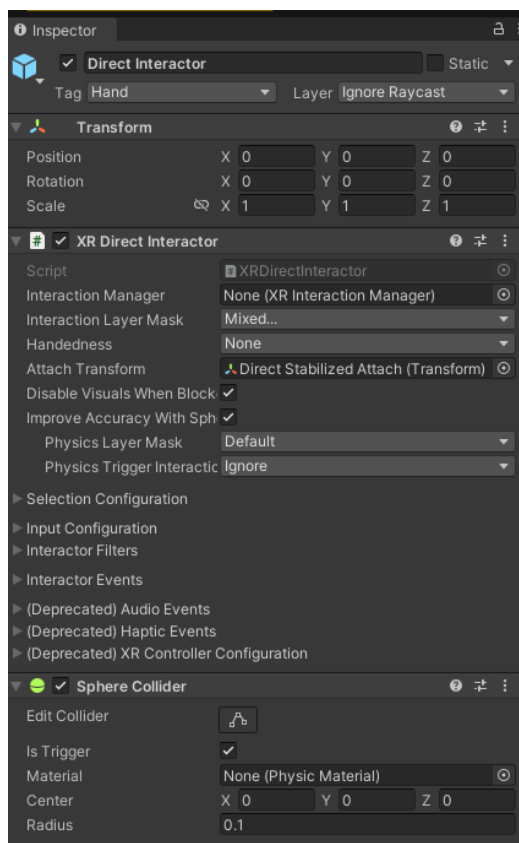 Inspector
Direct Interactor Static
Tag Hand Layer Ignore Raycast
Transform
Position X 0 Y 0 Z 0
Rotation X 0 Y 0 Z 0
Scale X 1 Y 1 Z 1
# XR Direct Interactor
Script # XRDirectInteractor
Interaction Manager None (XR Interaction Manager)
Interaction Layer Mask Mixed...
Handedness None
Attach Transform Direct Stabilized Attach (Transform)
Disable Visuals When Block
Improve Accuracy With Sph
Physics Layer Mask Default
Physics Trigger Interactic Ignore
Selection Configuration
Input Configuration
Interactor Filters
Interactor Events
(Deprecated) Audio Events
(Deprecated) Haptic Events
(Deprecated) XR Controller Configuration
Sphere Collider
Edit Collider
Is Trigger
Material None (Physic Material)
Center X 0 Y 0 Z 0
Radius 0.1